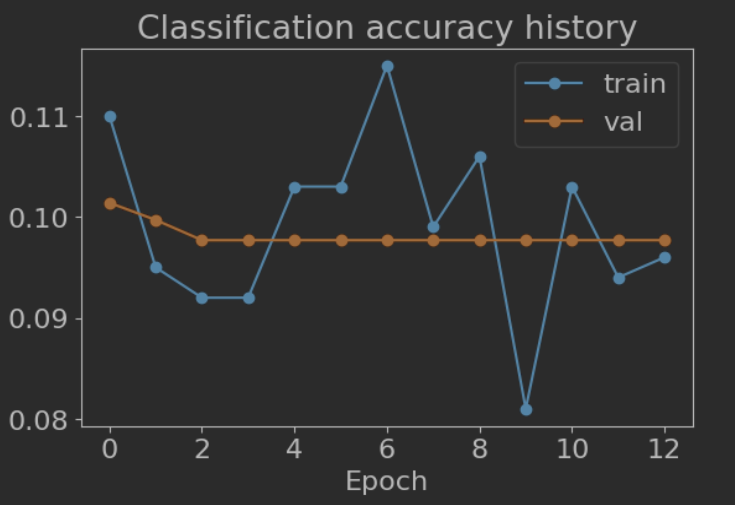 Classification accuracy history
train
val
0.11
0.10
0.09
0.08
0 2 4 6 8 10 12
Epoch